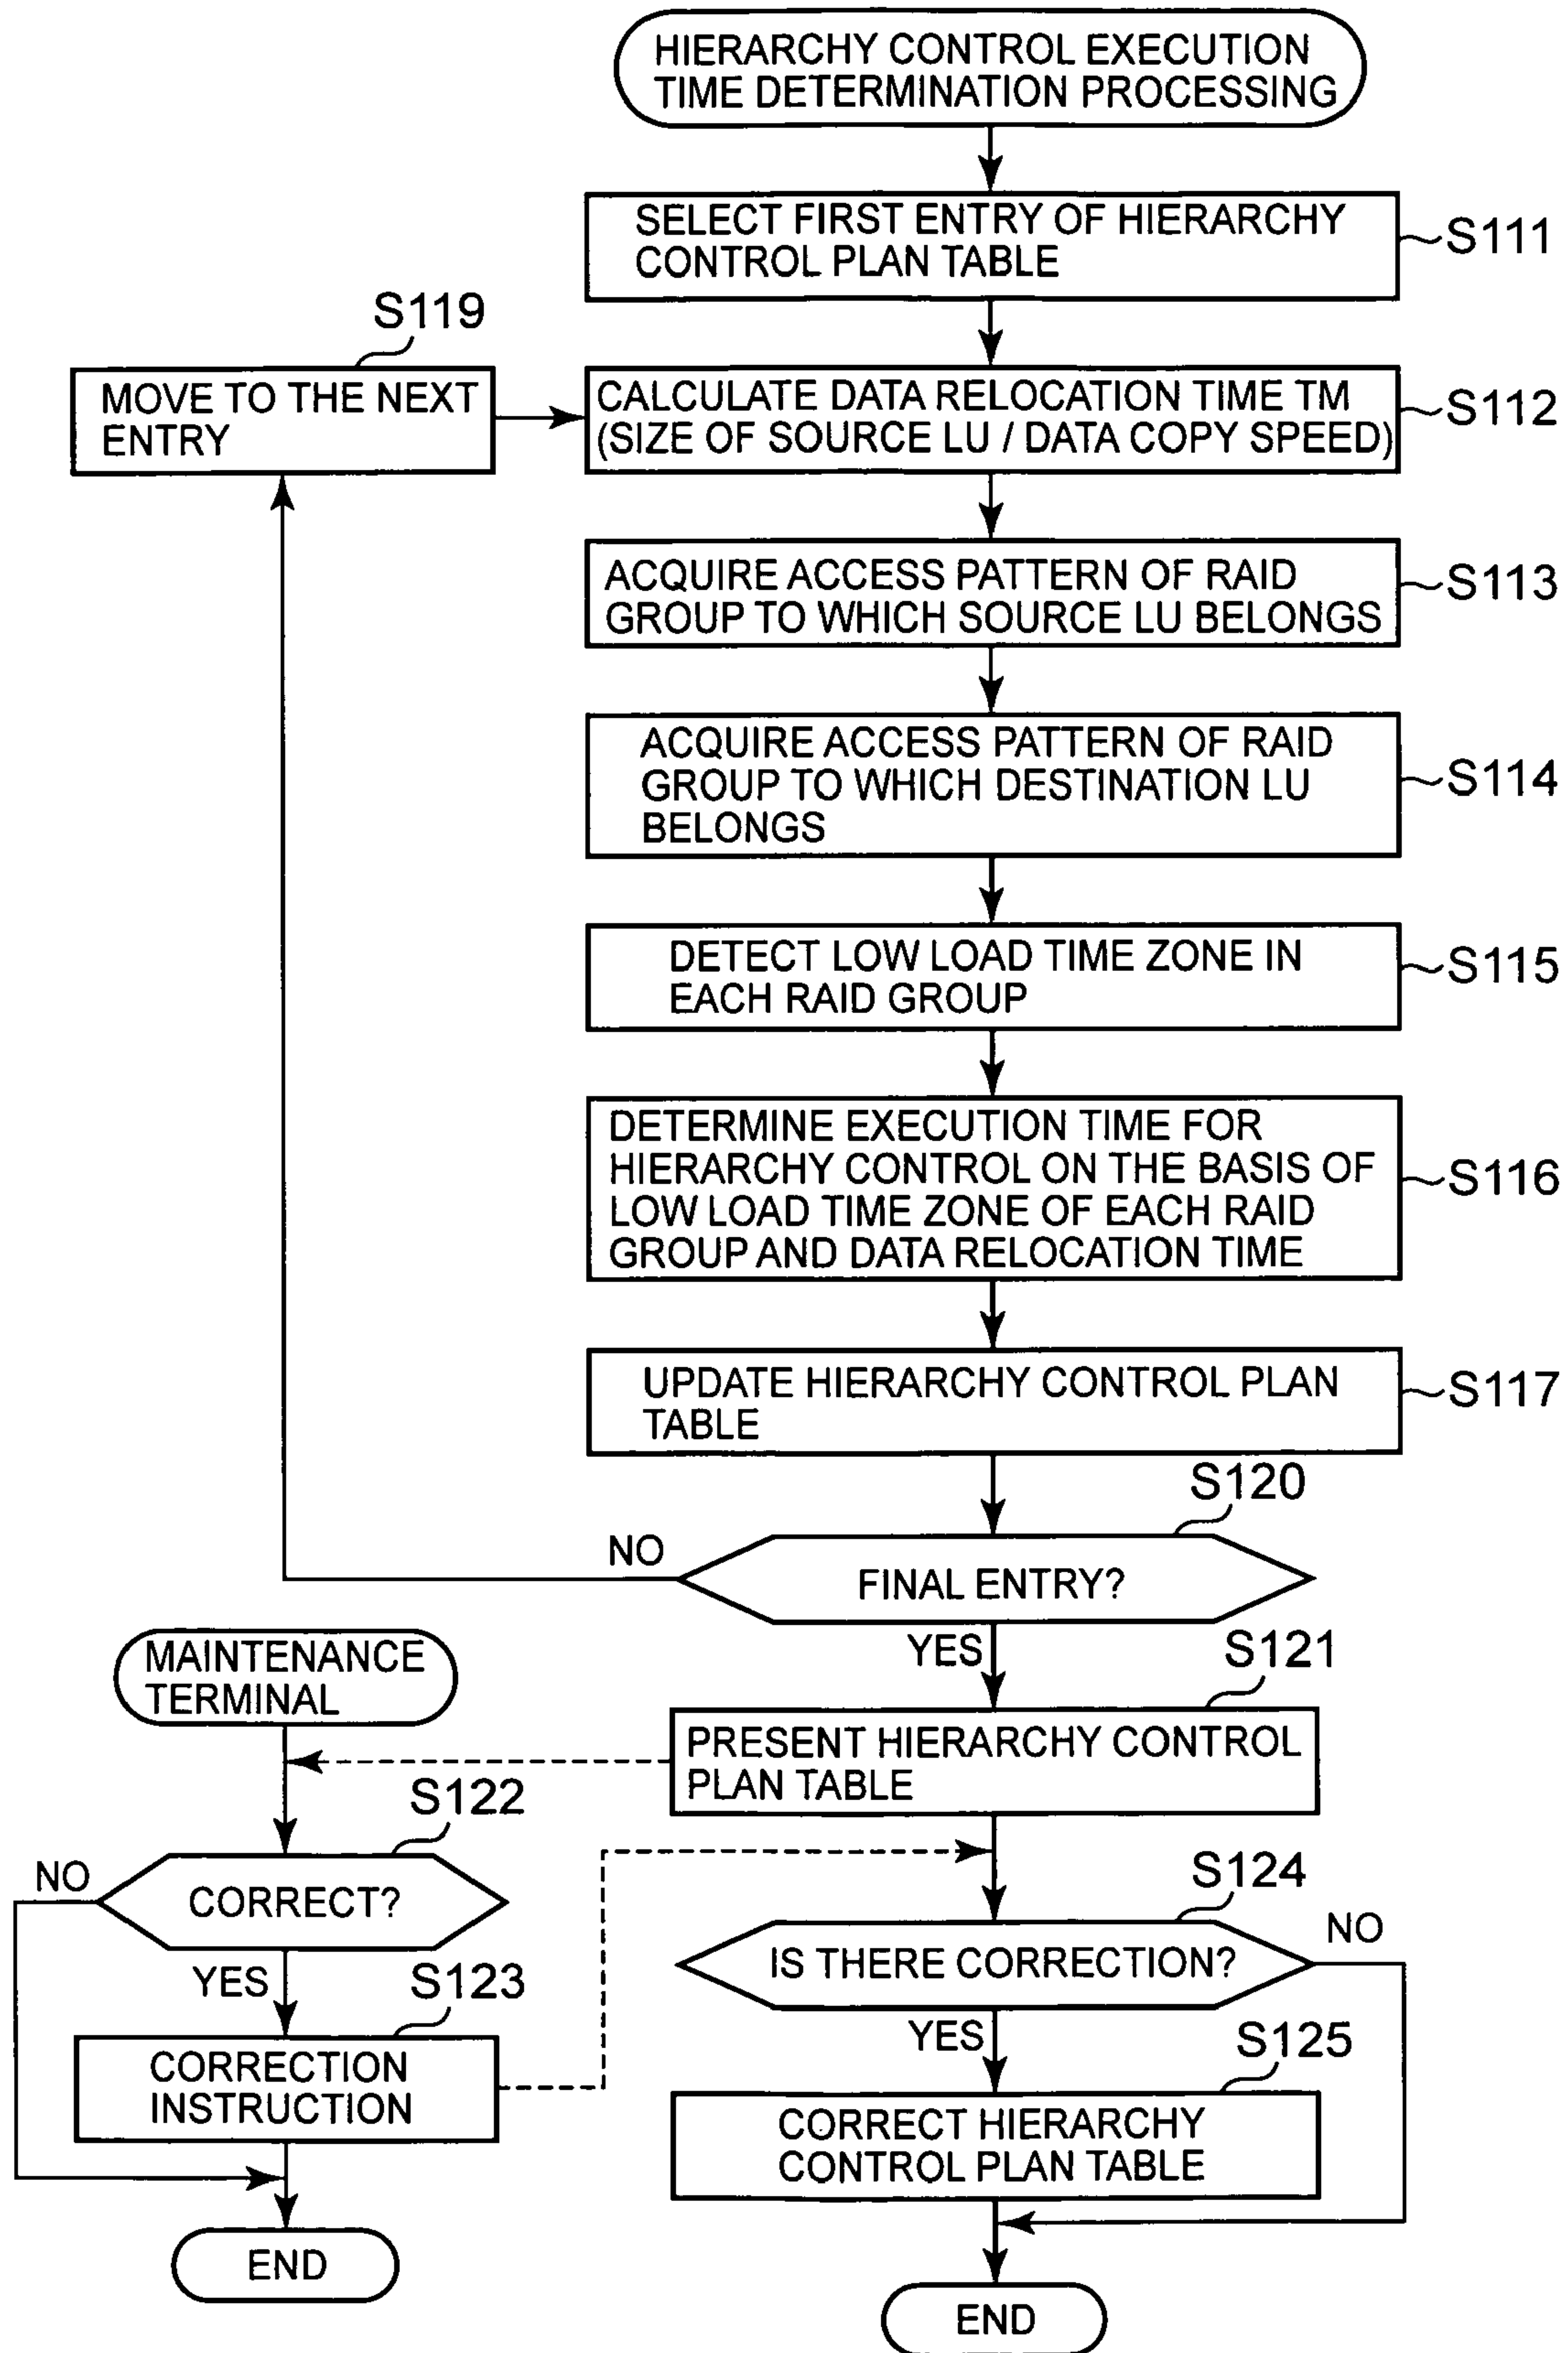 HIERARCHY CONTROL EXECUTION
TIME DETERMINATION PROCESSING
SELECT FIRST ENTRY OF HIERARCHY
CONTROL PLAN TABLE
S111
S119
MOVE TO THE NEXT
ENTRY
CALCULATE DATA RELOCATION TIME TM
(SIZE OF SOURCE LU / DATA COPY SPEED)
S112
ACQUIRE ACCESS PATTERN OF RAID
GROUP TO WHICH SOURCE LU BELONGS
S113
ACQUIRE ACCESS PATTERN OF RAID
GROUP TO WHICH DESTINATION LU
BELONGS
S114
DETECT LOW LOAD TIME ZONE IN
EACH RAID GROUP
S115
DETERMINE EXECUTION TIME FOR
HIERARCHY CONTROL ON THE BASIS OF
LOW LOAD TIME ZONE OF EACH RAID
GROUP AND DATA RELOCATION TIME
S116
UPDATE HIERARCHY CONTROL PLAN
TABLE
S117
S120
NO
FINAL ENTRY?
YES
MAINTENANCE
TERMINAL
S121
PRESENT HIERARCHY CONTROL
PLAN TABLE
S122
NO
CORRECT?
YES
S123
CORRECTION
INSTRUCTION
END
S124
NO
IS THERE CORRECTION?
YES
S125
CORRECT HIERARCHY
CONTROL PLAN TABLE
END